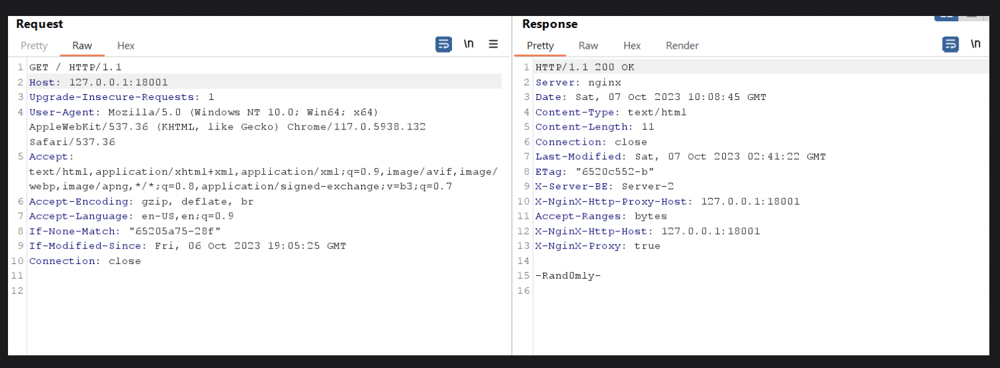 Request
Pretty Raw Hex \n
1 GET / HTTP/1.1
2 Host: 127.0.0.1:18001
3 Upgrade-Insecure-Requests: 1
4 User-Agent: Mozilla/5.0 (Windows NT 10.0; Win64; x64)
AppleWebKit/537.36 (KHTML, like Gecko) Chrome/117.0.5938.132
Safari/537.36
5 Accept:
text/html,application/xhtml+xml,application/xml;q=0.9,image/avif,image/
webp,image/apng,*/*;q=0.8,application/signed-exchange;v=b3;q=0.7
6 Accept-Encoding: gzip, deflate, br
7 Accept-Language: en-US,en;q=0.9
8 If-None-Match: "65205a75-28f"
9 If-Modified-Since: Fri, 06 Oct 2023 19:05:25 GMT
10 Connection: close
11
12
Response
Pretty Raw Hex Render \n
1 HTTP/1.1 200 OK
2 Server: nginx
3 Date: Sat, 07 Oct 2023 10:08:45 GMT
4 Content-Type: text/html
5 Content-Length: 11
6 Connection: close
7 Last-Modified: Sat, 07 Oct 2023 02:41:22 GMT
8 ETag: "6520c552-b"
9 X-Server-BE: Server-2
10 X-NginX-Http-Proxy-Host: 127.0.0.1:18001
11 Accept-Ranges: bytes
12 X-NginX-Http-Host: 127.0.0.1:18001
13 X-NginX-Proxy: true
14
15 -Rand0mly-
16